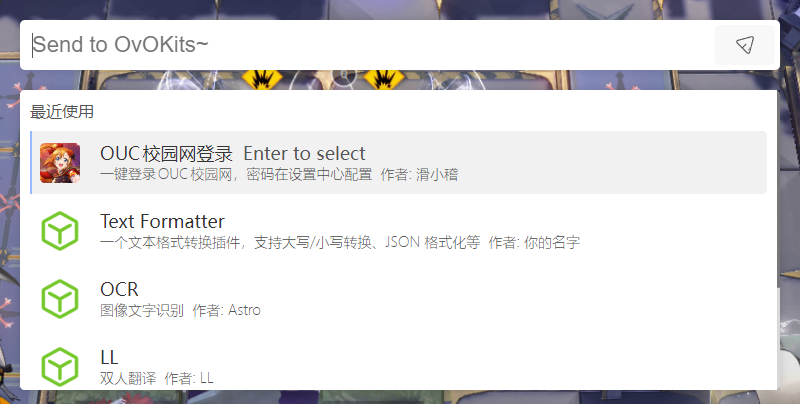 Send to OvOKits~
最近使用
OUC校园网登录 Enter to select
一键登录OUC校园网，密码在设置中心配置 作者: 滑小稽
Text Formatter
一个文本格式转换插件，支持大写/小写转换、JSON 格式化等 作者: 你的名字
OCR
图像文字识别 作者: Astro
LL
双人翻译 作者: LL